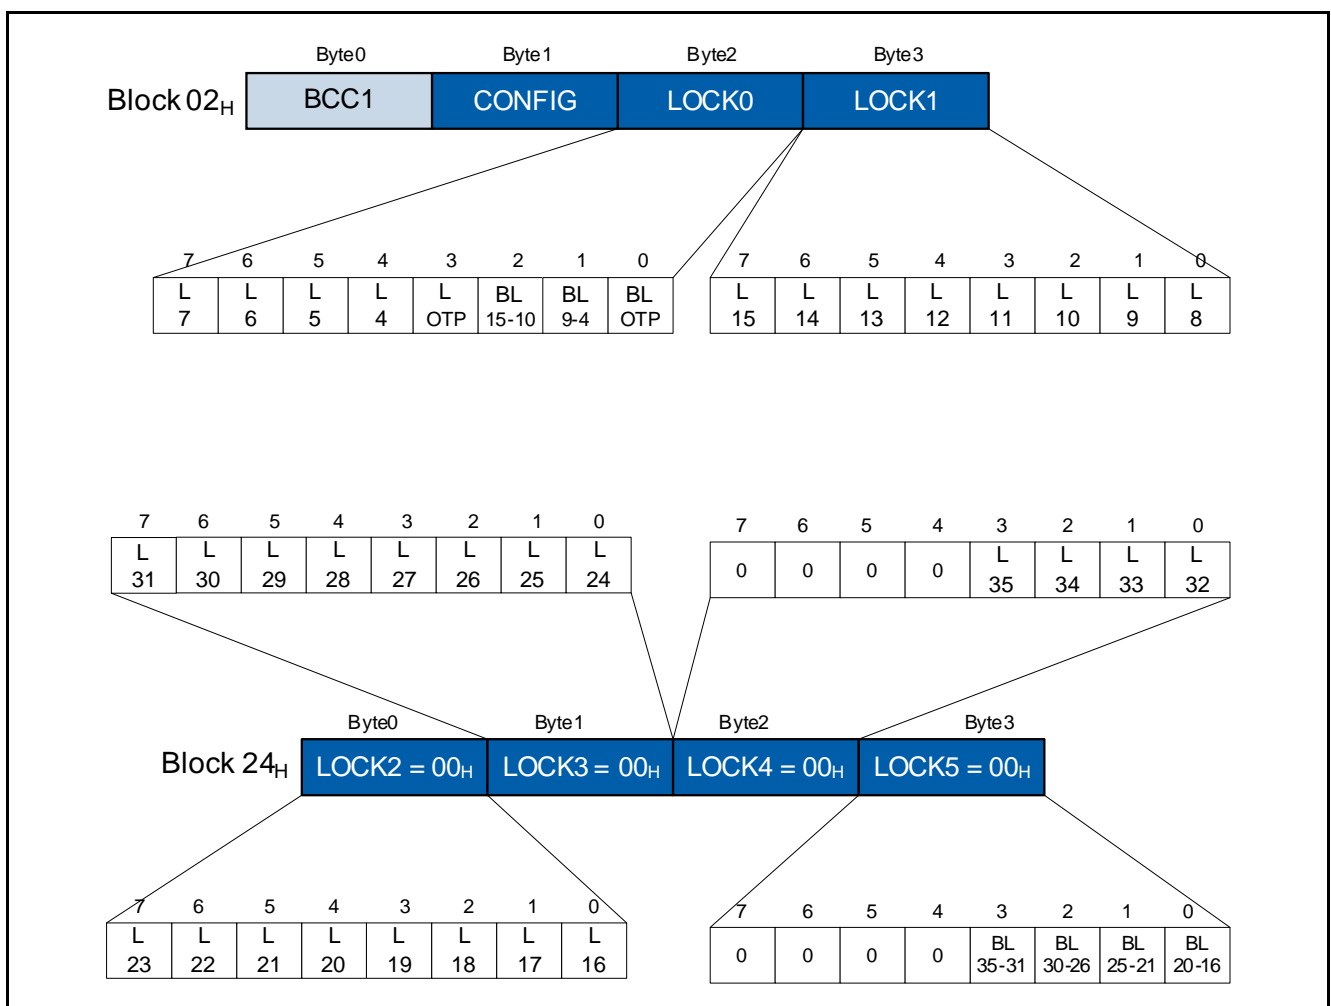 Byte0 Byte1 Byte2 Byte3
Block 02H BCC1 CONFIG LOCK0 LOCK1
7 6 5 4 3 2 1 0 7 6 5 4 3 2 1 0
L L L L L BL BL BL L L L L L L L L
7 6 5 4 OTP 15-10 9-4 OTP 15 14 13 12 11 10 9 8
7 6 5 4 3 2 1 0 7 6 5 4 3 2 1 0
L L L L L L L L 0 0 0 0 L L L L
31 30 29 28 27 26 25 24 35 34 33 32
Byte0 Byte1 Byte2 Byte3
Block 24H LOCK2 = 00H LOCK3 = 00H LOCK4 = 00H LOCK5 = 00H
7 6 5 4 3 2 1 0 7 6 5 4 3 2 1 0
L L L L L L L L 0 0 0 0 BL BL BL BL
23 22 21 20 19 18 17 16 35-31 30-26 25-21 20-16